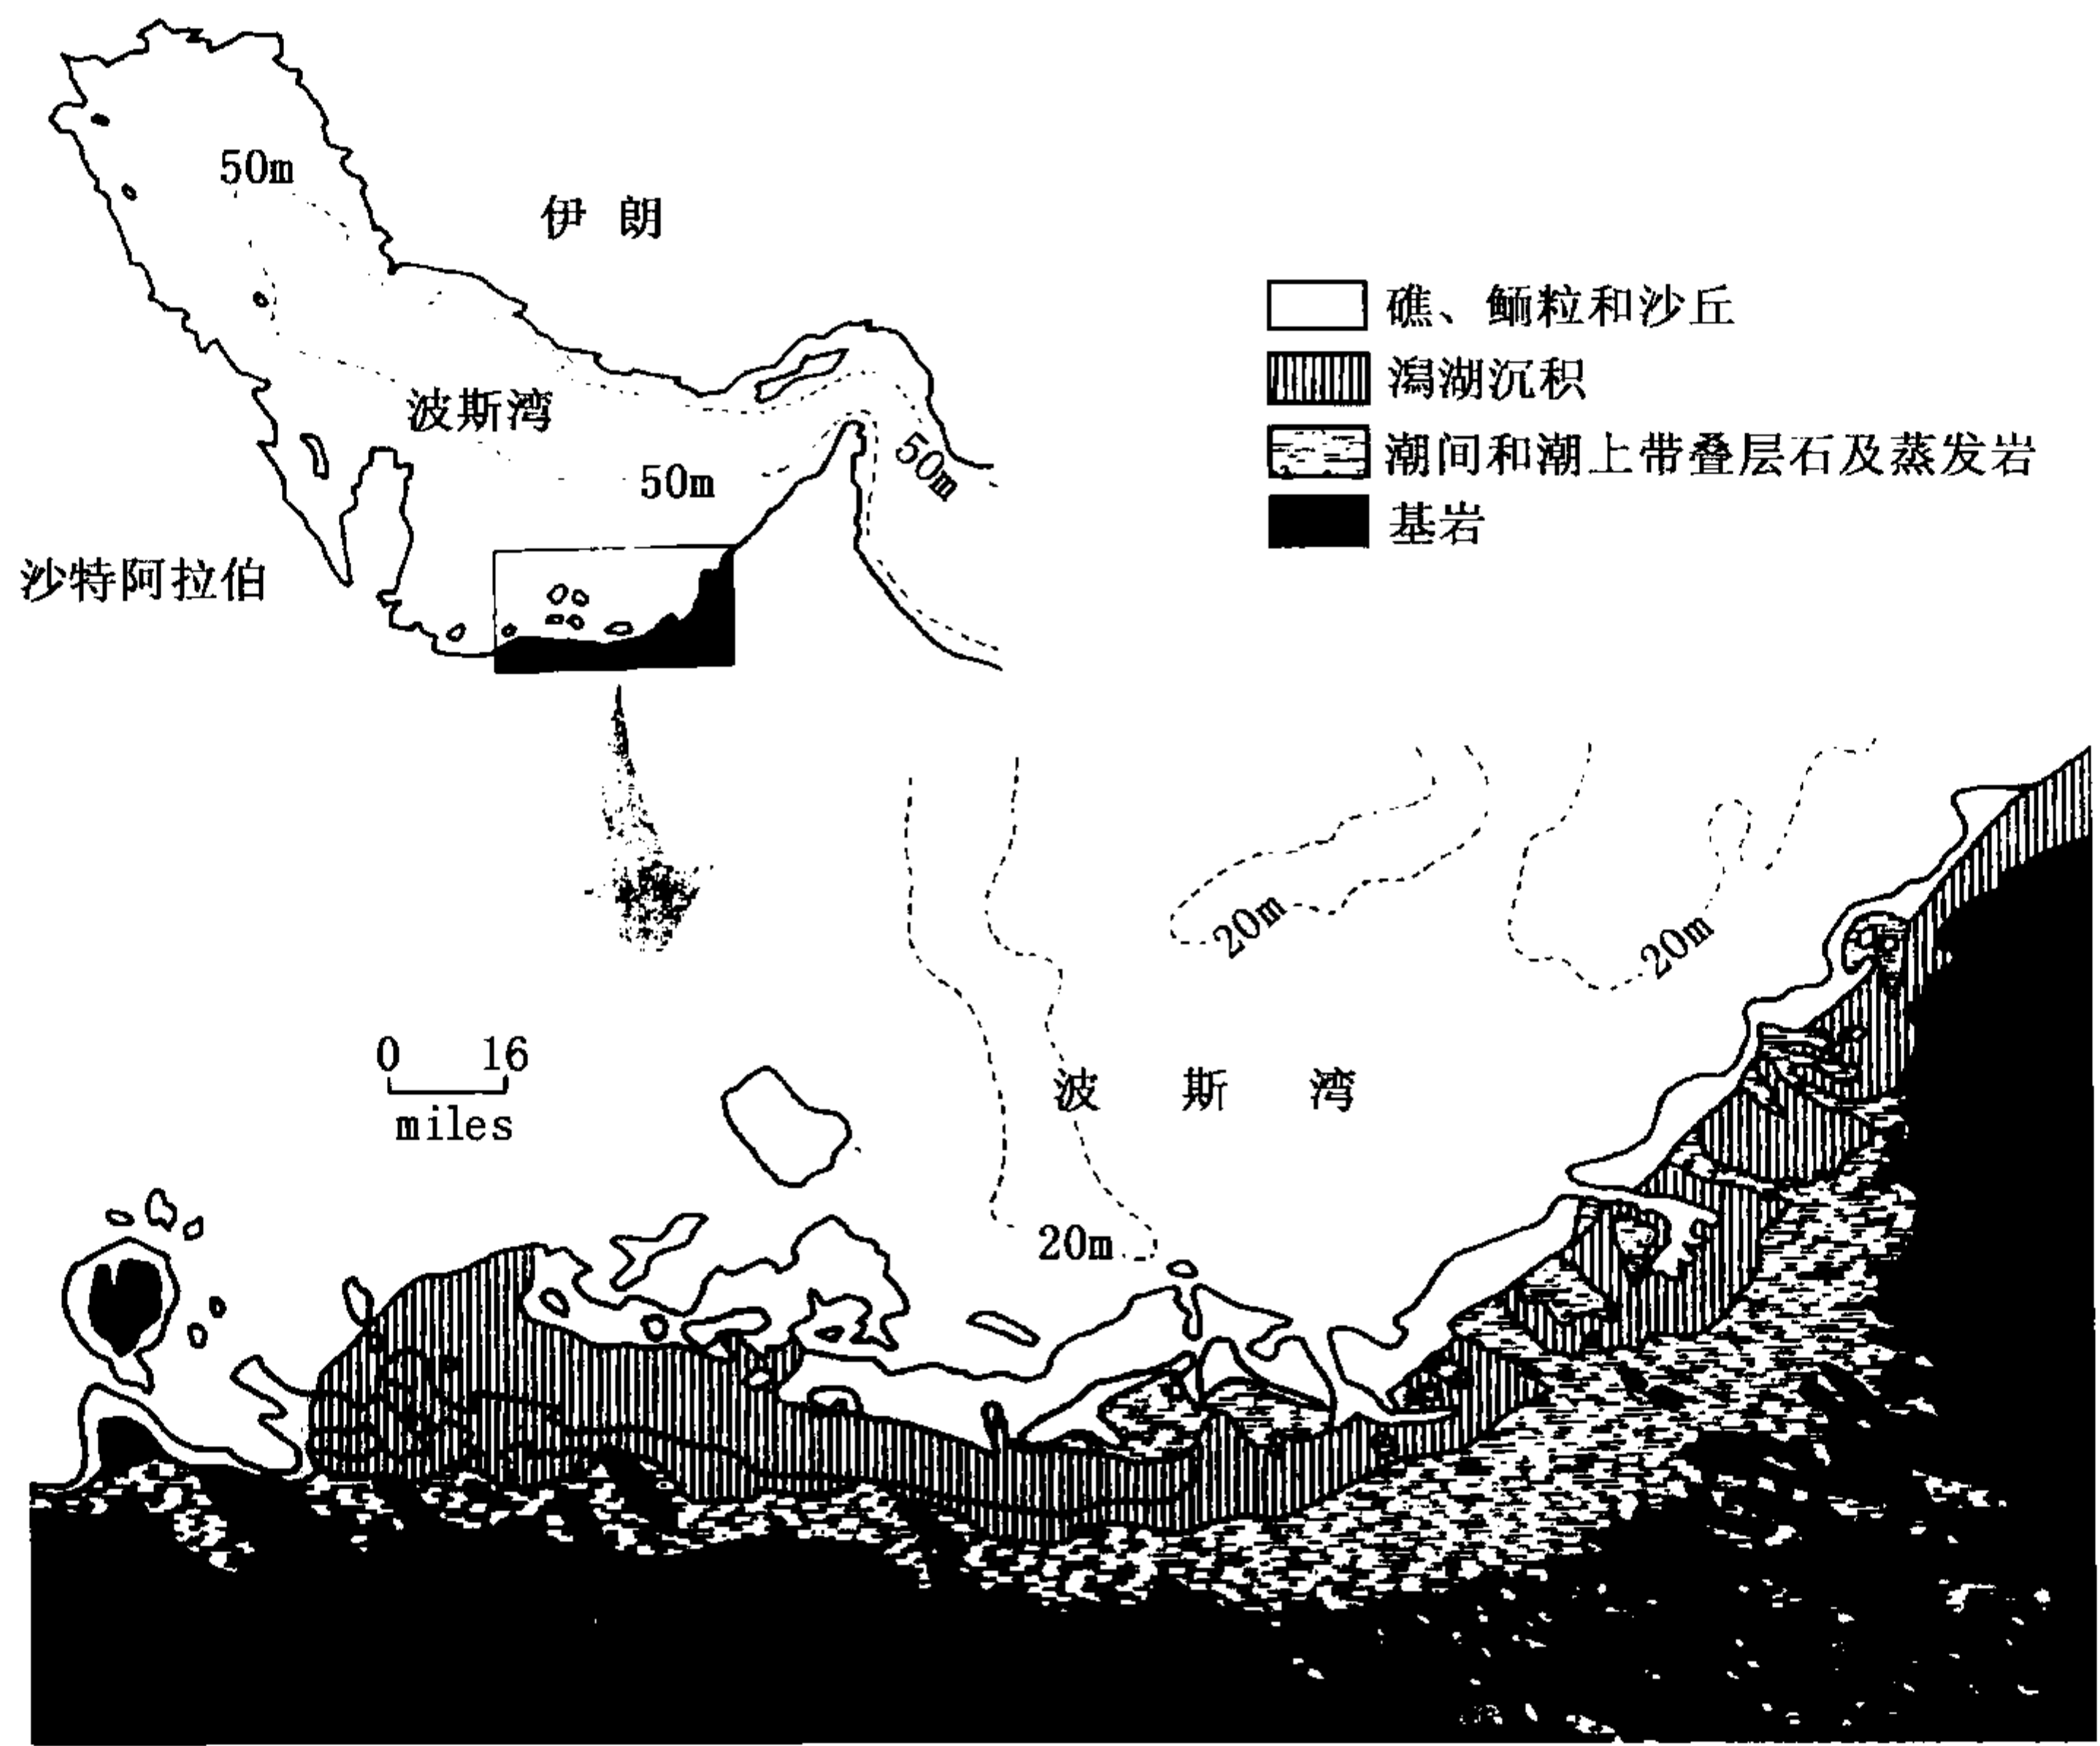 50m
伊朗
波斯湾
50m
50m
沙特阿拉伯
礁、鲕粒和沙丘
潟湖沉积
潮间和潮上带叠层石及蒸发岩
基岩
20m
20m
0 16
miles
波斯湾
20m